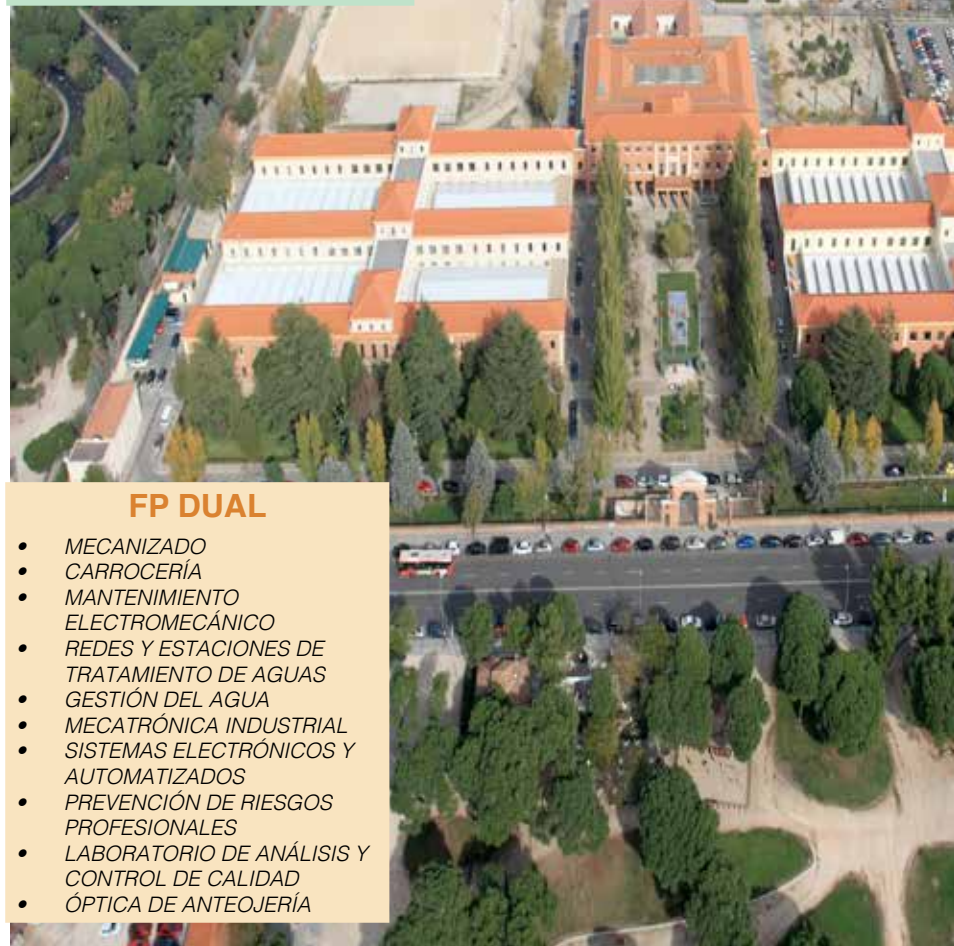 FP DUAL
• MECANIZADO
• CARROCERÍA
• MANTENIMIENTO
ELECTROMECÁNICO
• REDES Y ESTACIONES DE
TRATAMIENTO DE AGUAS
• GESTIÓN DEL AGUA
• MECATRÓNICA INDUSTRIAL
• SISTEMAS ELECTRÓNICOS Y
AUTOMATIZADOS
• PREVENCIÓN DE RIESGOS
PROFESIONALES
• LABORATORIO DE ANÁLISIS Y
CONTROL DE CALIDAD
• ÓPTICA DE ANTEOJERÍA